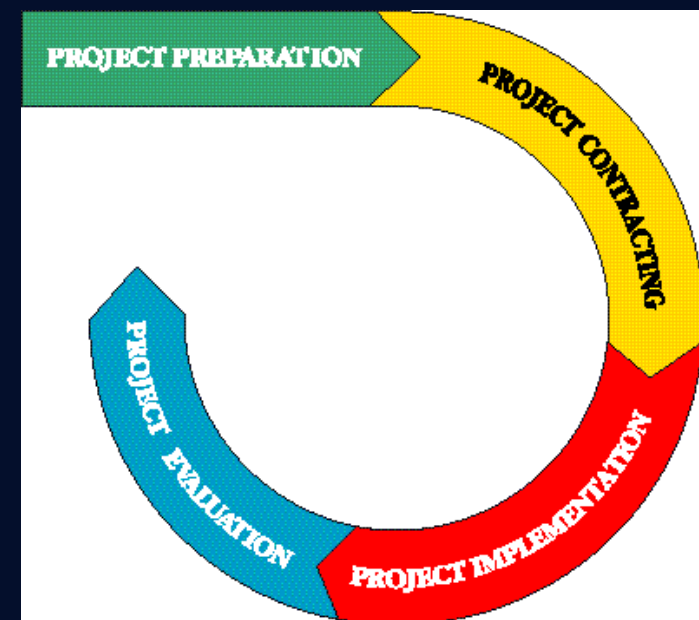 PROJECT PREPARATION
PROJECT CONTRACTING
PROJECT IMPLEMENTATION
PROJECT EVALUATION